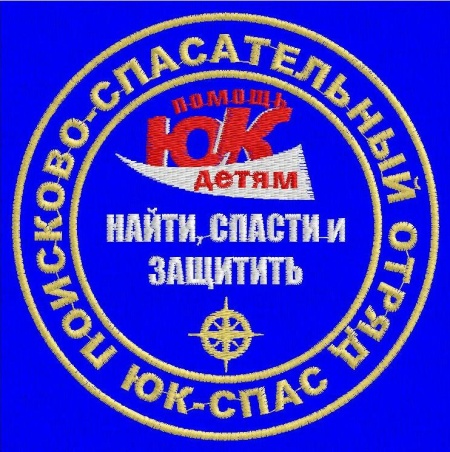 ПОИСКОВО-СПАСАТЕЛЬНЫЙ ОТРЯД
ПОМОЩЬ
ЮК
детям
НАЙТИ, СПАСТИ и
ЗАЩИТИТЬ
ЮК-СПАС